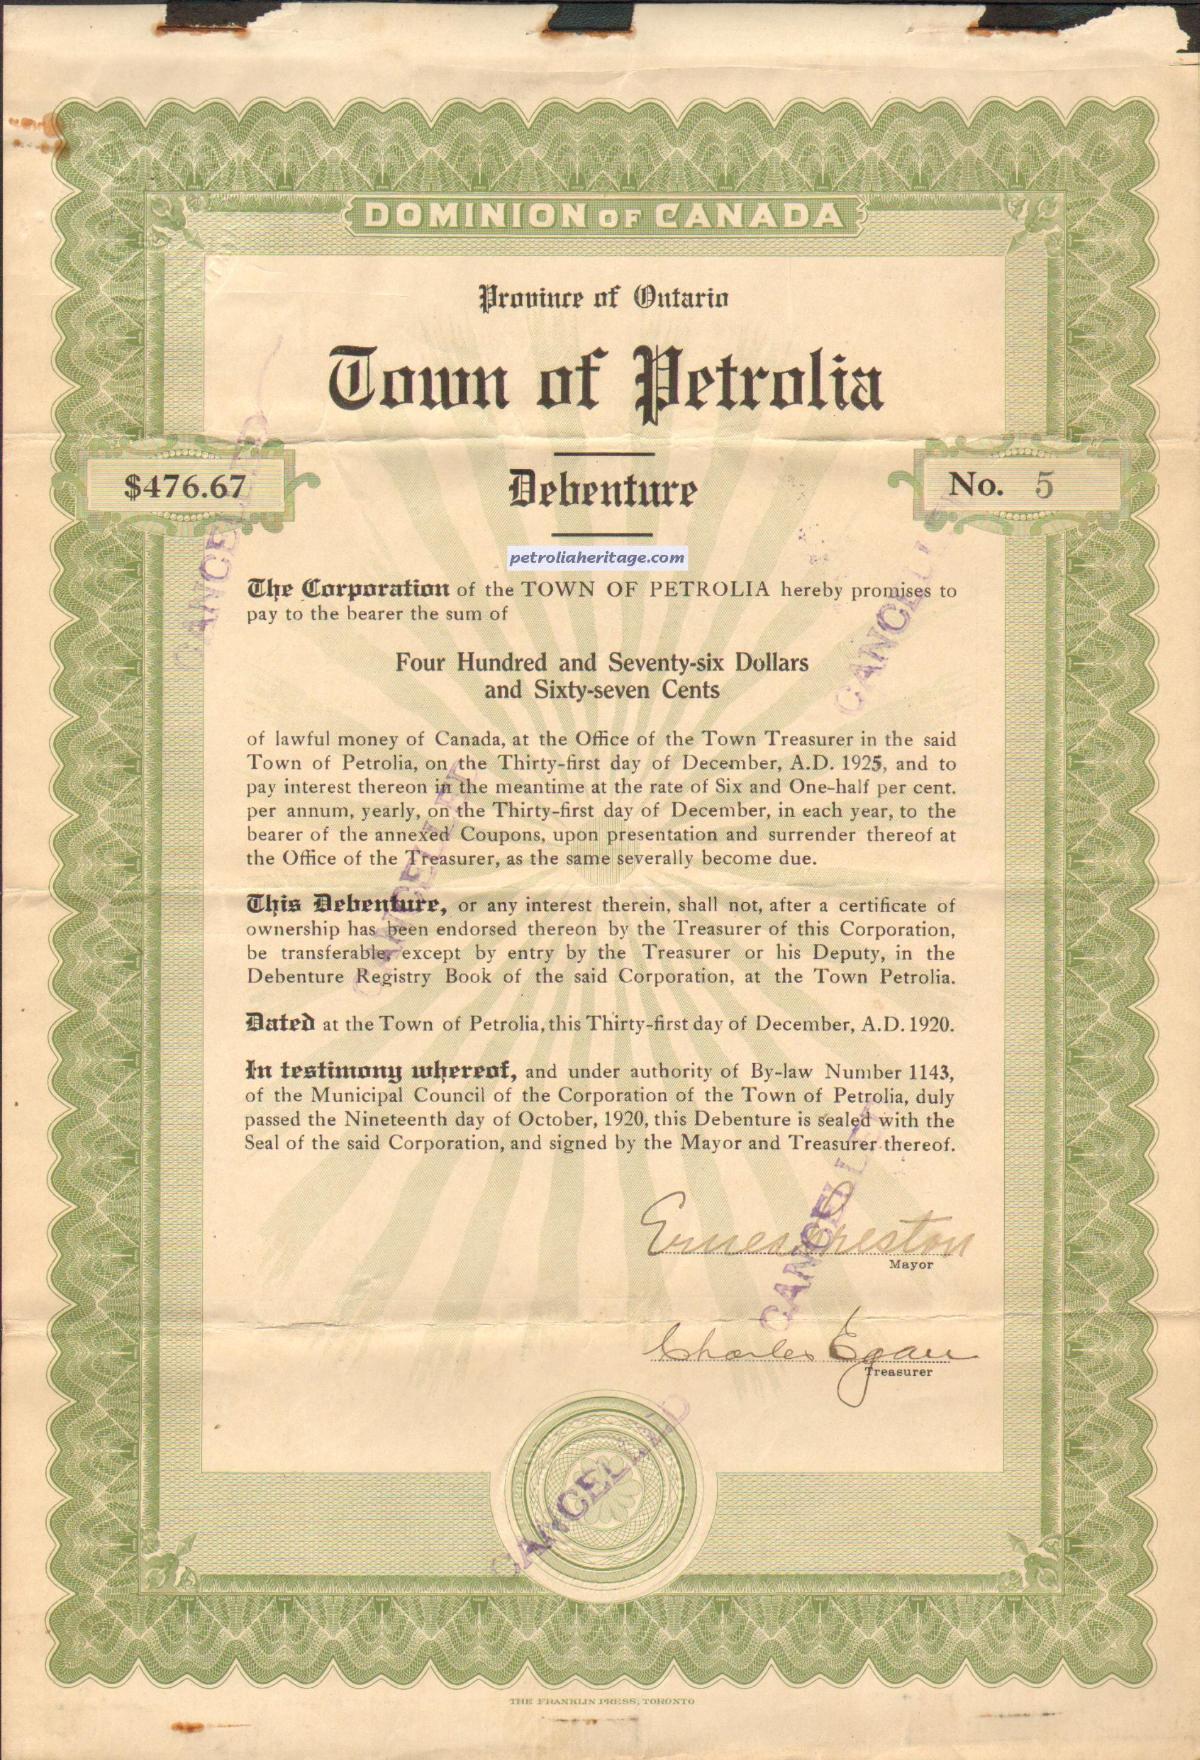 DOMINION OF CANADA
Province of Ontario
Town of Petrolia
$476.67
Debenture
No. 5
petroliaheritage.com
The Corporation of the TOWN OF PETROLIA hereby promises to
pay to the bearer the sum of
Four Hundred and Seventy-six Dollars
and Sixty-seven Cents
of lawful money of Canada, at the Office of the Town Treasurer in the said
Town of Petrolia, on the Thirty-first day of December, A.D. 1925, and to
pay interest thereon in the meantime at the rate of Six and One-half per cent.
per annum, yearly, on the Thirty-first day of December, in each year, to the
bearer of the annexed Coupons, upon presentation and surrender thereof at
the Office of the Treasurer, as the same severally become due.
This Debenture, or any interest therein, shall not, after a certificate of
ownership has been endorsed thereon by the Treasurer of this Corporation,
be transferable, except by entry by the Treasurer or his Deputy, in the
Debenture Registry Book of the said Corporation, at the Town Petrolia.
Dated at the Town of Petrolia, this Thirty-first day of December, A.D. 1920.
In testimony whereof, and under authority of By-law Number 1143,
of the Municipal Council of the Corporation of the Town of Petrolia, duly
passed the Nineteenth day of October, 1920, this Debenture is sealed with the
Seal of the said Corporation, and signed by the Mayor and Treasurer thereof.
Mayor
Charles Egan
Treasurer
CANCELLED
CANCELLED
CANCELLED
CANCELLED
CANCELLED
THE FRANKLIN PRESS, TORONTO